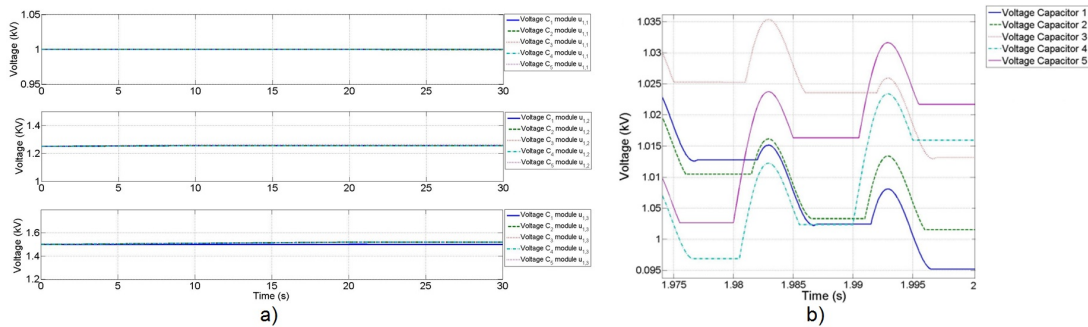 1.05
1
0.95
Voltage (kV)
0 5 10 15 20 25 30
Voltage C1 module u1,1
Voltage C2 module u1,1
Voltage C3 module u1,1
Voltage C4 module u1,1
Voltage C5 module u1,1
1.4
1.2
1
Voltage (kV)
0 5 10 15 20 25 30
Voltage C1 module u1,2
Voltage C2 module u1,2
Voltage C3 module u1,2
Voltage C4 module u1,2
Voltage C5 module u1,2
1.6
1.4
1.2
Voltage (kV)
0 5 10 15 20 25 30
Time (s)
Voltage C1 module u1,3
Voltage C2 module u1,3
Voltage C3 module u1,3
Voltage C4 module u1,3
Voltage C5 module u1,3
a)
1.035
1.03
1.025
1.02
1.015
1.01
1.05
1
0.095
Voltage (kV)
1.975 1.98 1.985 1.99 1.995 2
Time (s)
Voltage Capacitor 1
Voltage Capacitor 2
Voltage Capacitor 3
Voltage Capacitor 4
Voltage Capacitor 5
b)